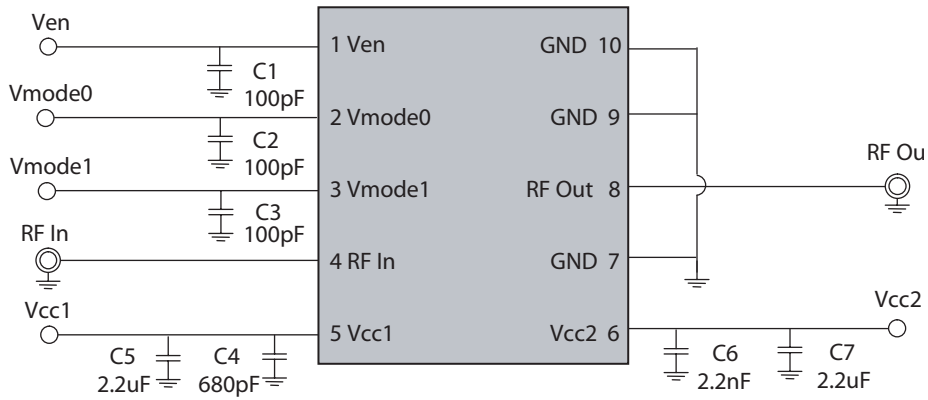 Ven
1 Ven
GND 10
C1
100pF
Vmode0
2 Vmode0
GND 9
C2
100pF
Vmode1
3 Vmode1
RF Out 8
RF Ou
C3
100pF
RF In
4 RF In
GND 7
Vcc1
5 Vcc1
Vcc2 6
Vcc2
C5
2.2uF
C4
680pF
C6
2.2nF
C7
2.2uF